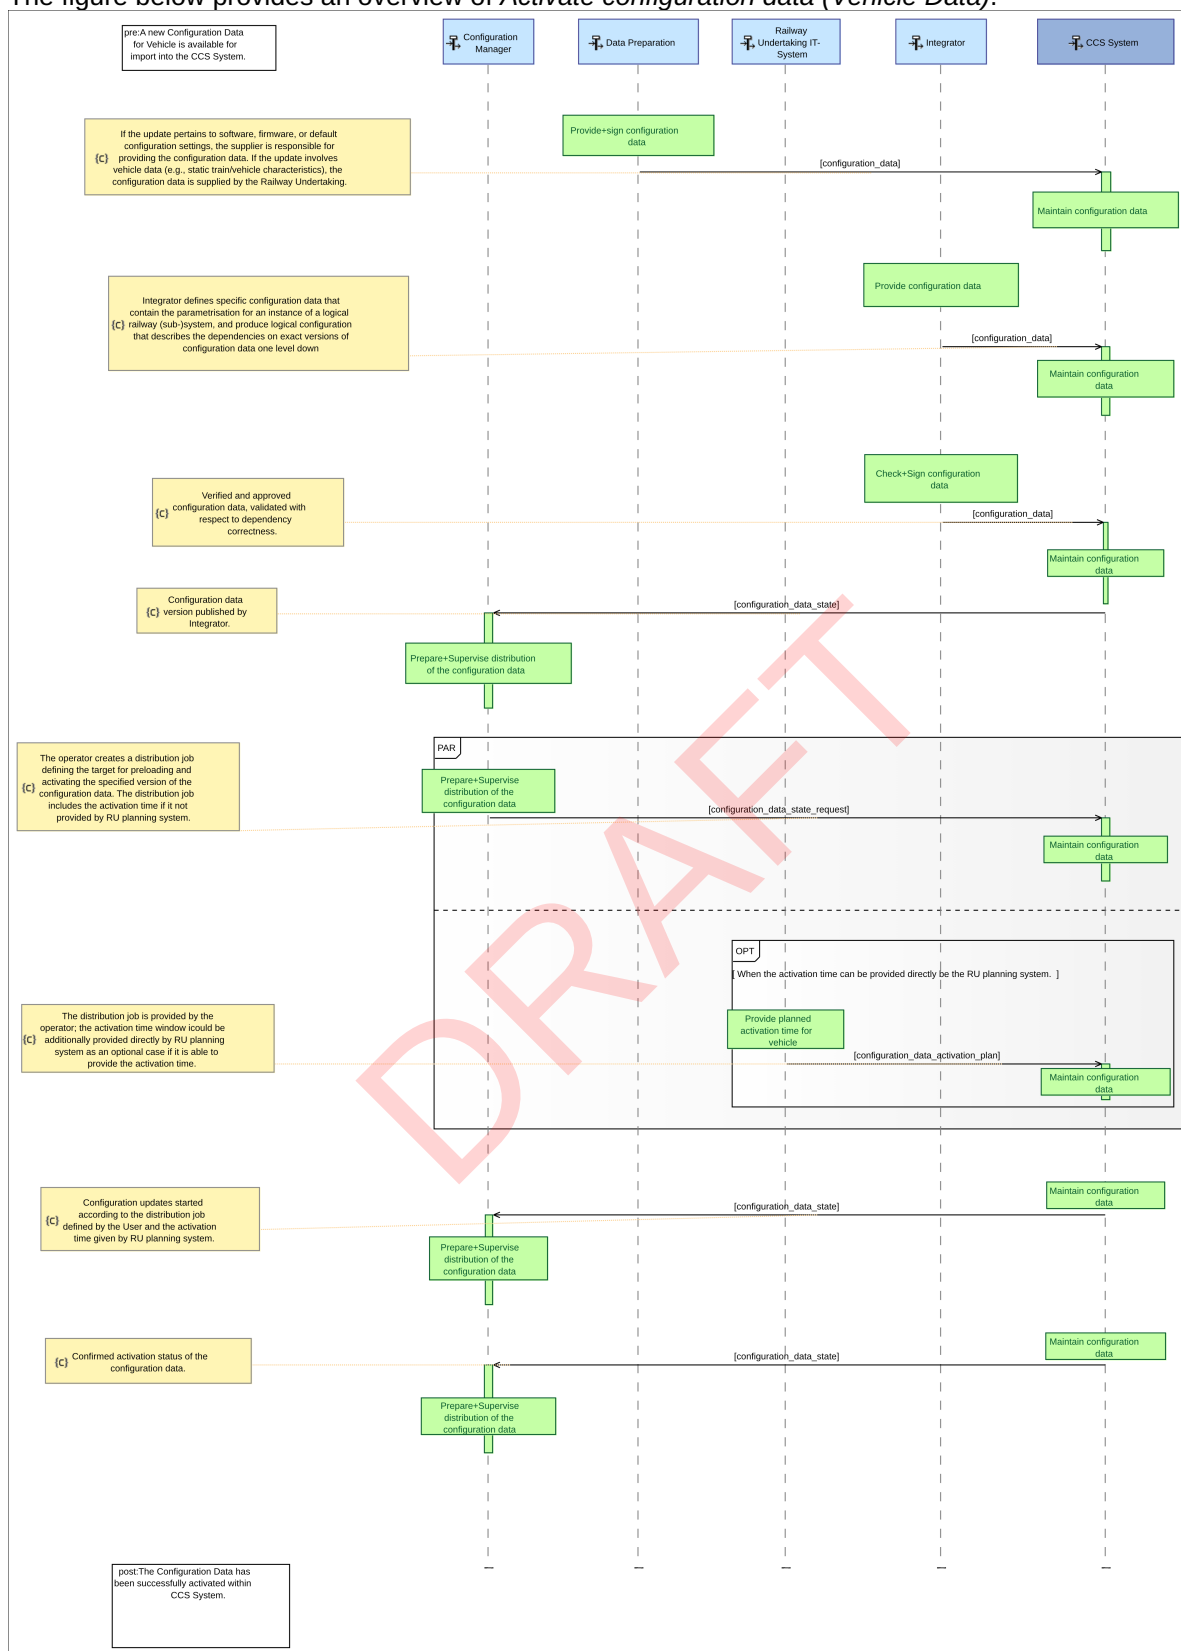 The figure below provides an overview of Activate configuration data (Vehicle Data).
pre:A new Configuration Data
for Vehicle is available for
import into the CCS System.
Configuration
Manager
Data Preparation
Railway
Undertaking IT-
System
Integrator
CCS System
If the update pertains to software, firmware, or default
configuration settings, the supplier is responsible for
providing the configuration data. If the update involves
vehicle data (e.g., static train/vehicle characteristics), the
configuration data is supplied by the Railway Undertaking.
{C}
Provide+sign configuration
data
[configuration_data]
Maintain configuration data
Integrator defines specific configuration data that
contain the parametrisation for an instance of a logical
railway (sub-)system, and produce logical configuration
that describes the dependencies on exact versions of
configuration data one level down
{C}
Provide configuration data
[configuration_data]
Maintain configuration
data
Check+Sign configuration
data
Verified and approved
configuration data, validated with
respect to dependency
correctness.
{C}
[configuration_data]
Maintain configuration
data
Configuration data
version published by
Integrator.
{C}
[configuration_data_state]
Prepare+Supervise distribution
of the configuration data
PAR
The operator creates a distribution job
defining the target for preloading and
activating the specified version of the
configuration data. The distribution job
includes the activation time if it not
provided by RU planning system.
{C}
Prepare+Supervise
distribution of the
configuration data
[configuration_data_state_request]
Maintain configuration
data
OPT
[ When the activation time can be provided directly be the RU planning system. ]
The distribution job is provided by the
operator; the activation time window icould be
additionally provided directly by RU planning
system as an optional case if it is able to
provide the activation time.
{C}
Provide planned
activation time for
vehicle
[configuration_data_activation_plan]
Maintain configuration
data
Configuration updates started
according to the distribution job
defined by the User and the activation
time given by RU planning system.
{C}
Maintain configuration
data
[configuration_data_state]
Prepare+Supervise
distribution of the
configuration data
Confirmed activation status of the
configuration data.
{C}
Maintain configuration
data
[configuration_data_state]
Prepare+Supervise
distribution of the
configuration data
post:The Configuration Data has
been successfully activated within
CCS System.
DRAFT